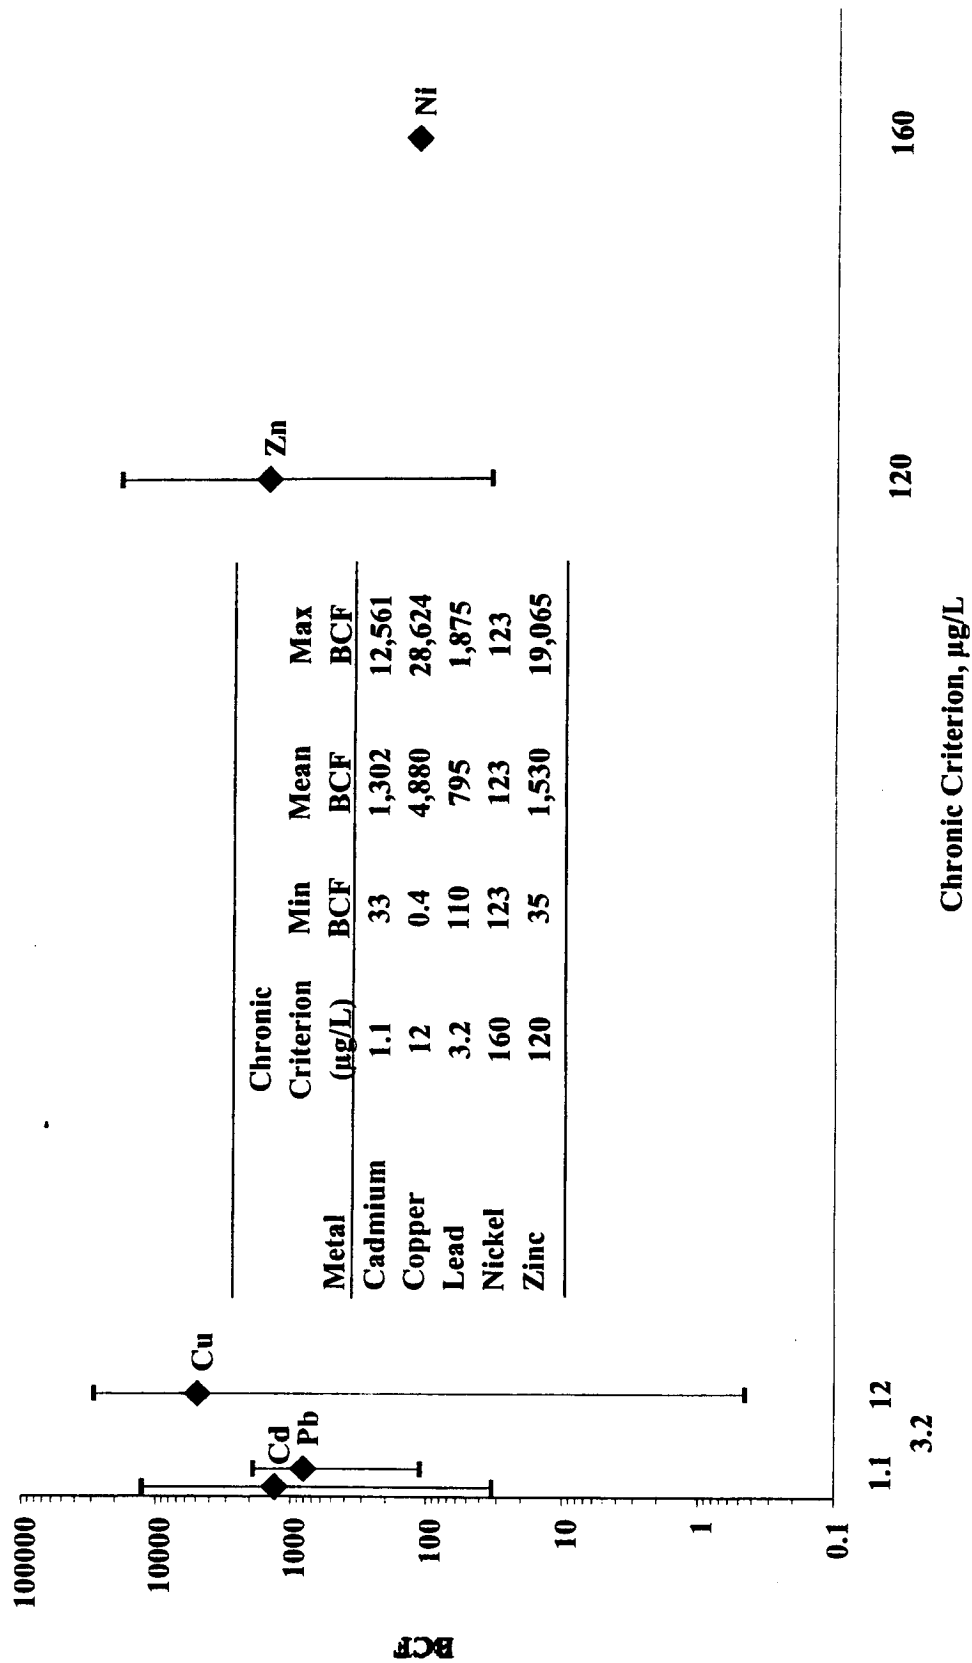 BCF
100000
10000
1000
100
10
1
0.1
Cd
Pb
Cu
Zn
Ni
Chronic
Criterion Min Mean Max
Metal (µg/L) BCF BCF BCF
Cadmium 1.1 33 1,302 12,561
Copper 12 0.4 4,880 28,624
Lead 3.2 110 795 1,875
Nickel 160 123 123 123
Zinc 120 35 1,530 19,065
1.1 12 120 160
3.2
Chronic Criterion, µg/L